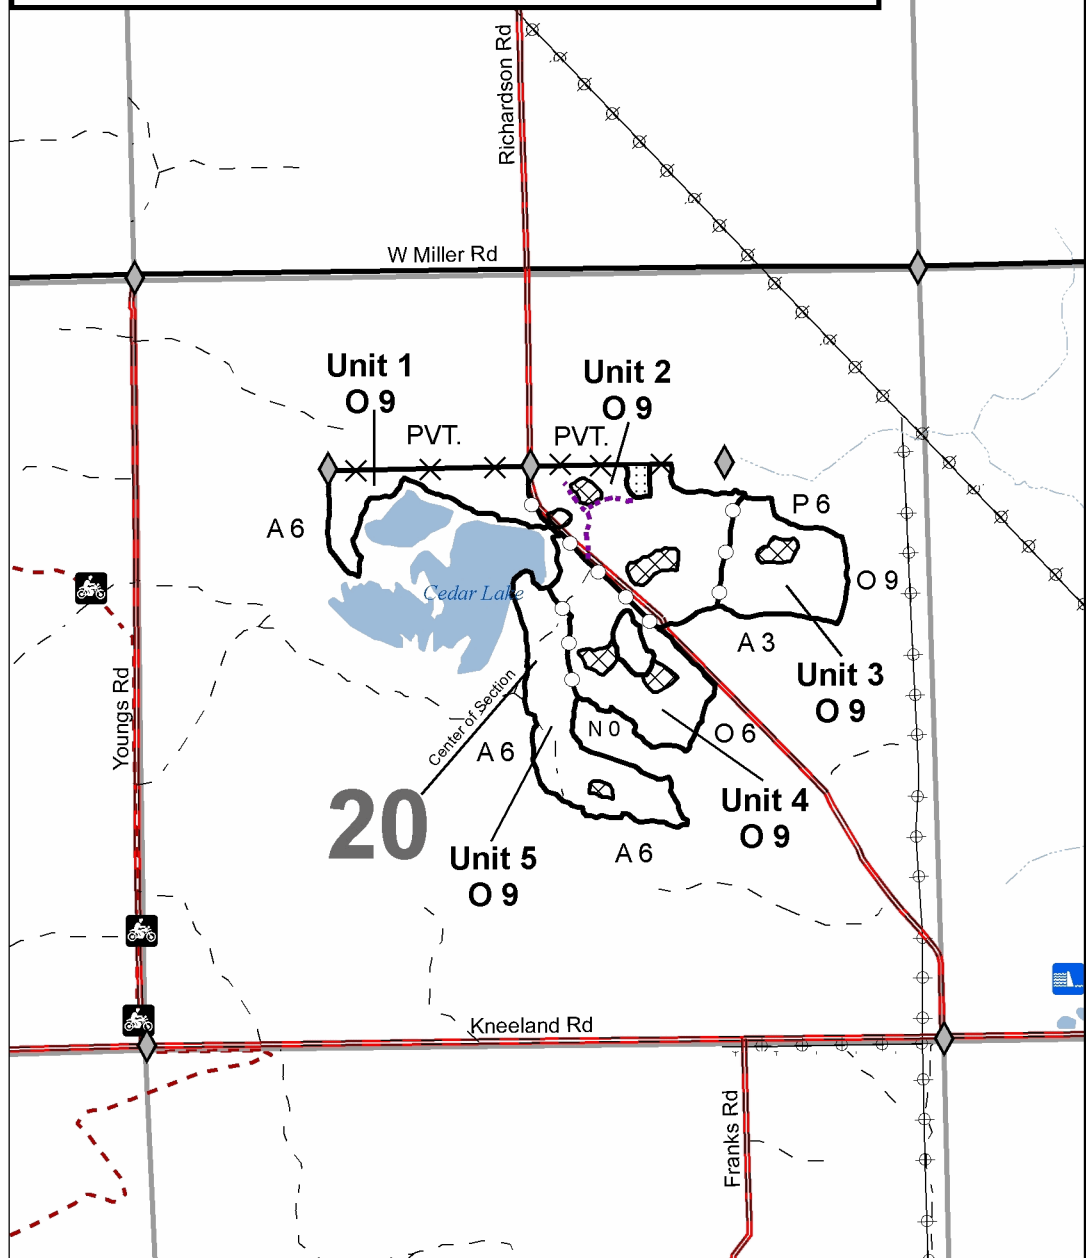 Richardson Rd
W Miller Rd
Unit 1
O 9
Unit 2
O 9
PVT.
PVT.
A 6
P 6
O 9
Cedar Lake
A 3
Unit 3
O 9
Youngs Rd
Center of Section
N 0
O 6
A 6
20
Unit 4
O 9
Unit 5
O 9
A 6
Kneeland Rd
Franks Rd